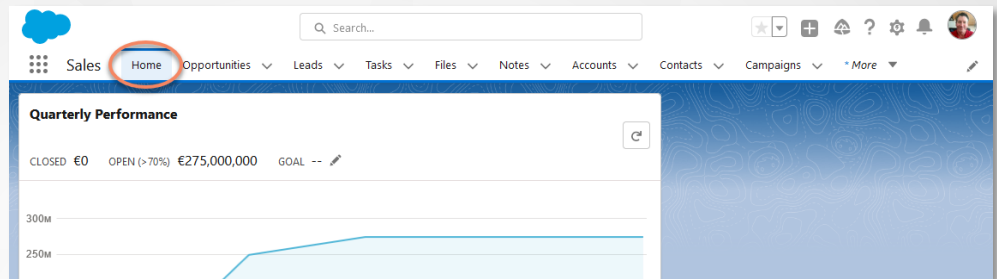 Search...
Sales Home Opportunities Leads Tasks Files Notes Accounts Contacts Campaigns * More
Quarterly Performance
CLOSED €0 OPEN (>70%) €275,000,000 GOAL --
300M
250M